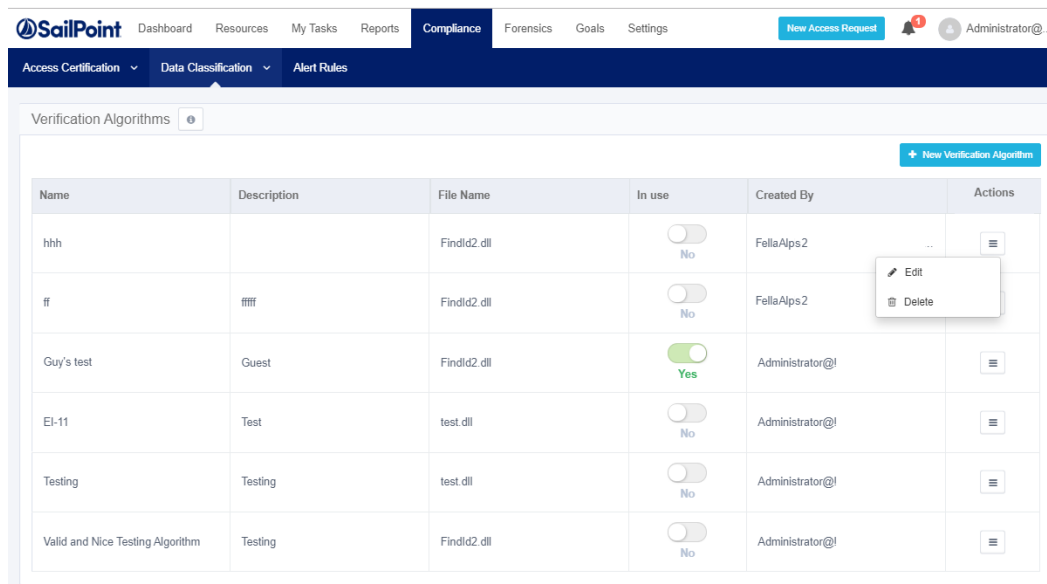 SailPoint Dashboard Resources My Tasks Reports Compliance Forensics Goals Settings New Access Request 1 Administrator@..
Access Certification Data Classification Alert Rules
Verification Algorithms
+ New Verification Algorithm
Name Description File Name In use Created By Actions
hhh FindId2.dll No FellaAlps2 ..
Edit
ff fffff FindId2.dll No FellaAlps2
Delete
Guy's test Guest FindId2.dll Yes Administrator@!
EI-11 Test test.dll No Administrator@!
Testing Testing test.dll No Administrator@!
Valid and Nice Testing Algorithm Testing FindId2.dll No Administrator@!